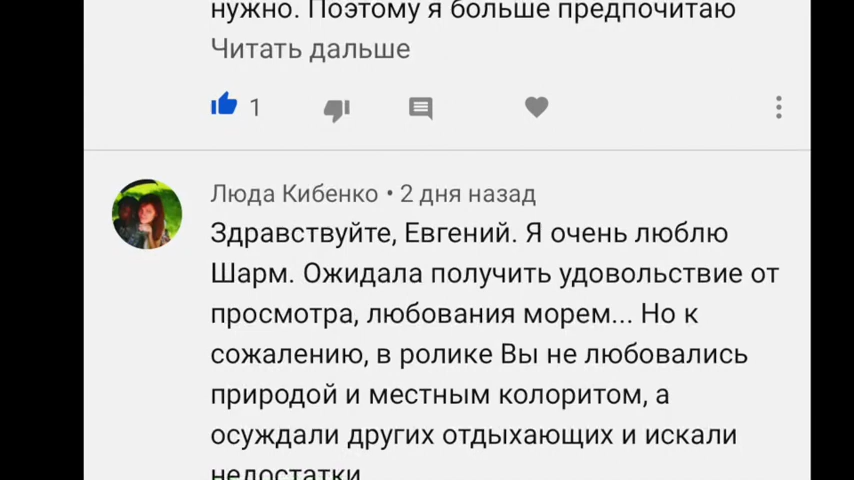 нужно. Поэтому я больше предпочитаю
Читать дальше
1
Люда Кибенко • 2 дня назад
Здравствуйте, Евгений. Я очень люблю
Шарм. Ожидала получить удовольствие от
просмотра, любования морем... Но к
сожалению, в ролике Вы не любовались
природой и местным колоритом, а
осуждали других отдыхающих и искали
недостатки